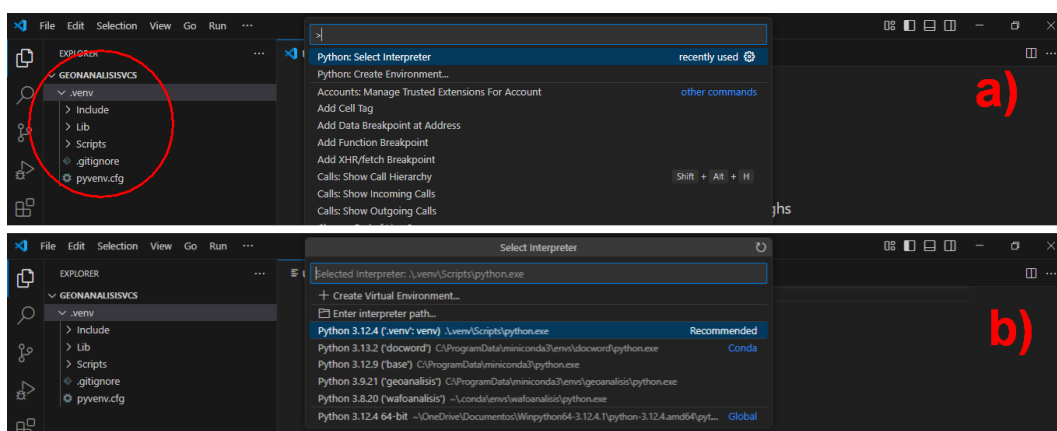 File Edit Selection View Go Run ···
>
EXPLORER ···
Python: Select Interpreter recently used
GEONANALISISVCS
Python: Create Environment...
.venv
Accounts: Manage Trusted Extensions For Account other commands
a)
> Include
Add Cell Tag
> Lib
Add Data Breakpoint at Address
> Scripts
Add Function Breakpoint
.gitignore
Add XHR/fetch Breakpoint
pyvenv.cfg
Calls: Show Call Hierarchy Shift + Alt + H
Calls: Show Incoming Calls
Calls: Show Outgoing Calls
ghs
File Edit Selection View Go Run ···
Select Interpreter
EXPLORER ···
Selected Interpreter: .\.venv\Scripts\python.exe
GEONANALISISVCS
+ Create Virtual Environment...
.venv
Enter interpreter path...
> Include
Python 3.12.4 ('.venv': venv) .\.venv\Scripts\python.exe Recommended
b)
> Lib
Python 3.13.2 ('docword') C:\ProgramData\miniconda3\envs\docword\python.exe Conda
> Scripts
Python 3.12.9 ('base') C:\ProgramData\miniconda3\python.exe
.gitignore
Python 3.9.21 ('geoanalisis') C:\ProgramData\miniconda3\envs\geoanalisis\python.exe
pyvenv.cfg
Python 3.8.20 ('wafoanalisis') ~\.conda\envs\wafoanalisis\python.exe
Python 3.12.4 64-bit ~\OneDrive\Documentos\Winpython64-3.12.4.1\python-3.12.4.amd64\pyt... Global